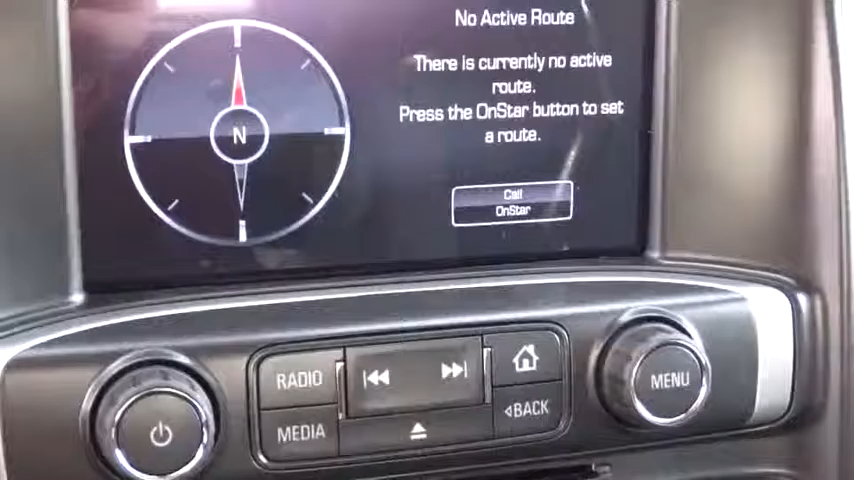 No Active Route
There is currently no active
route.
Press the OnStar button to set
a route.
N
Call
OnStar
RADIO
MEDIA
BACK
MENU